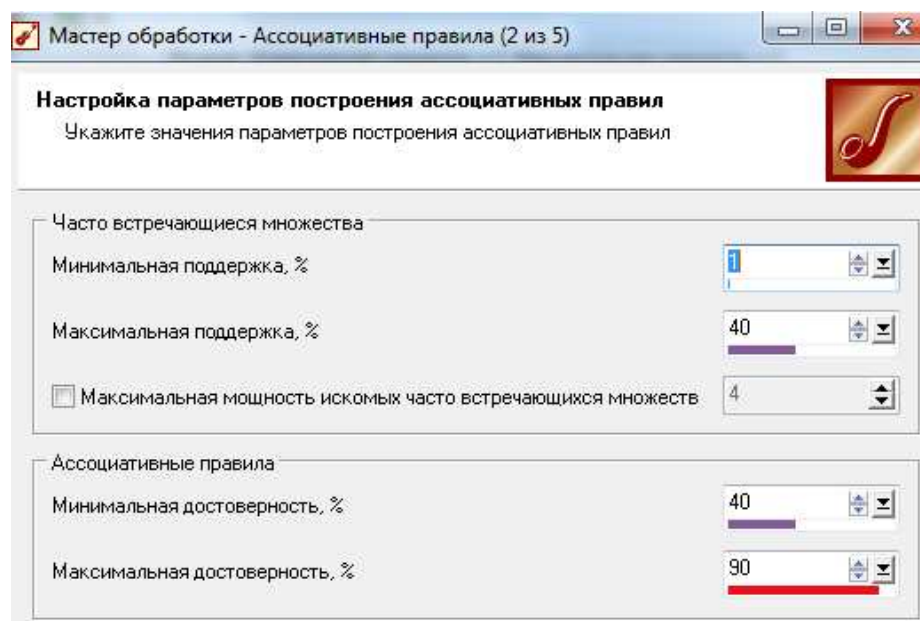 Мастер обработки - Ассоциативные правила (2 из 5)
Настройка параметров построения ассоциативных правил
Укажите значения параметров построения ассоциативных правил
Часто встречающиеся множества
Минимальная поддержка, % 1
Максимальная поддержка, % 40
Максимальная мощность искомых часто встречающихся множеств 4
Ассоциативные правила
Минимальная достоверность, % 40
Максимальная достоверность, % 90